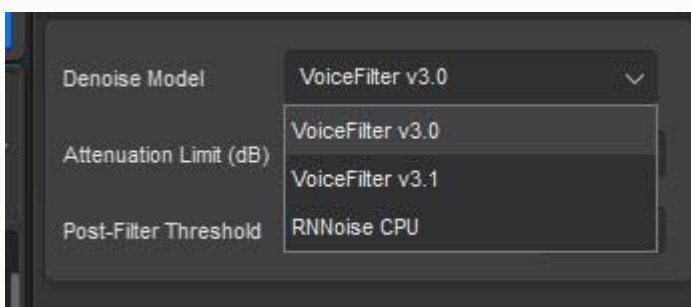 Denoise Model VoiceFilter v3.0
VoiceFilter v3.0
Attenuation Limit (dB)
VoiceFilter v3.1
Post-Filter Threshold RNNoise CPU